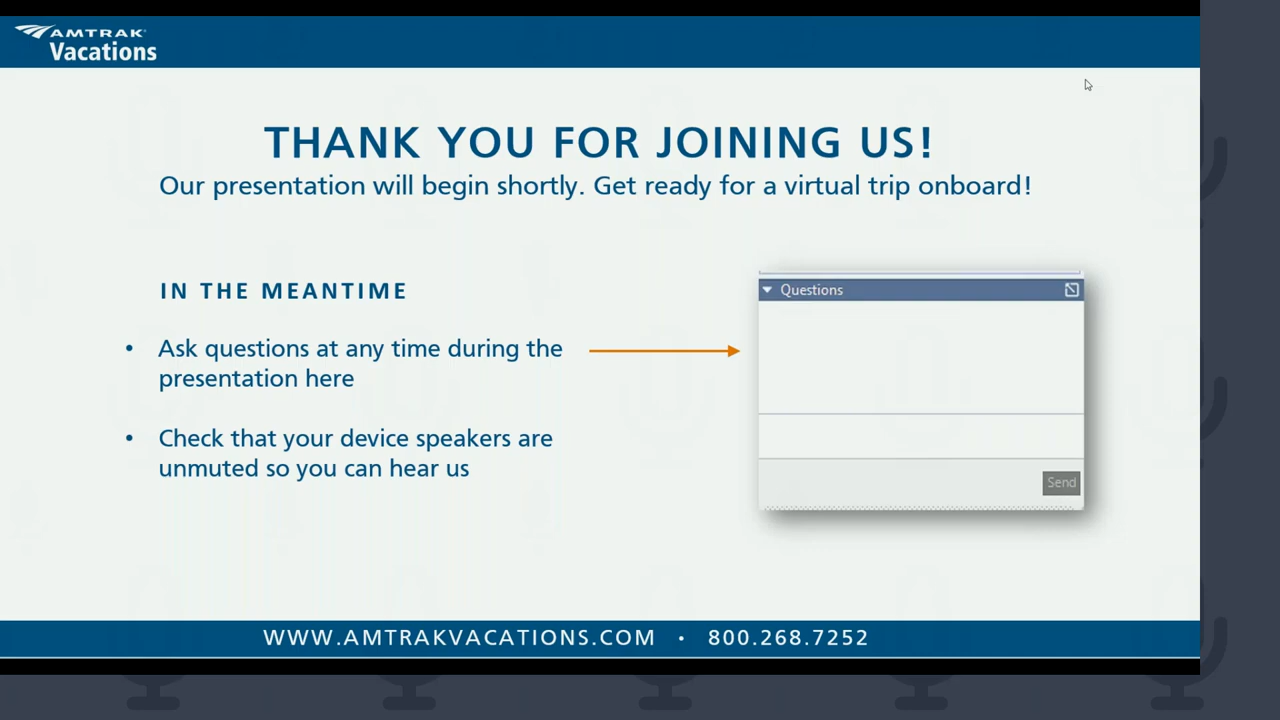 AMTRAK
Vacations
THANK YOU FOR JOINING US!
Our presentation will begin shortly. Get ready for a virtual trip onboard!
IN THE MEANTIME
• Ask questions at any time during the
presentation here
• Check that your device speakers are
unmuted so you can hear us
Questions
Send
WWW.AMTRAKVACATIONS.COM • 800.268.7252